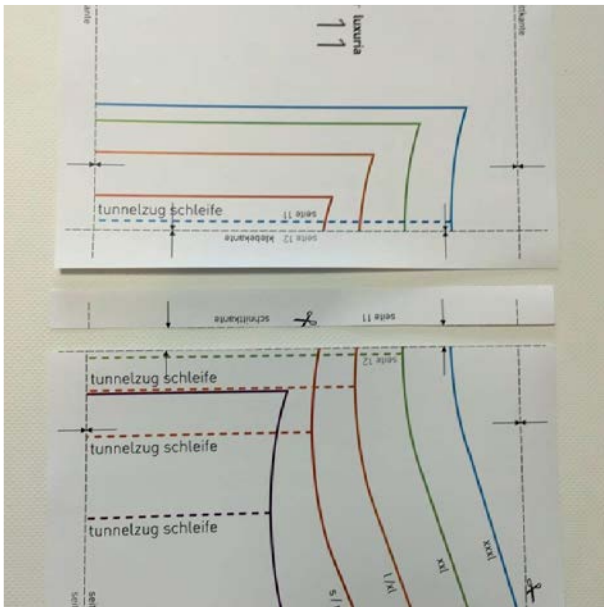 luxuria
11
tunnelzug schleife
seite 11
seite 12 klebekante
schnittkante
seite 11
seite 12
tunnelzug schleife
tunnelzug schleife
tunnelzug schleife
l/xl
xxl
xxxl